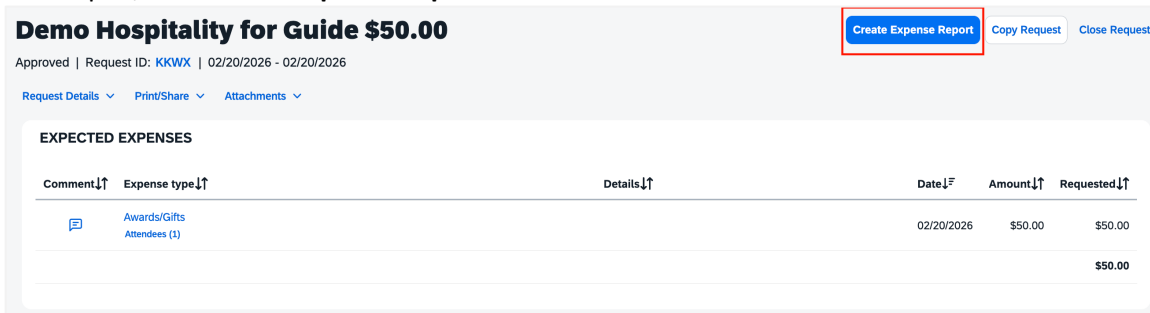 Demo Hospitality for Guide $50.00
Create Expense Report Copy Request Close Request
Approved | Request ID: KKWX | 02/20/2026 - 02/20/2026
Request Details Print/Share Attachments
EXPECTED EXPENSES
Comment Expense type Details Date Amount Requested
Awards/Gifts 02/20/2026 $50.00 $50.00
Attendees (1)
$50.00